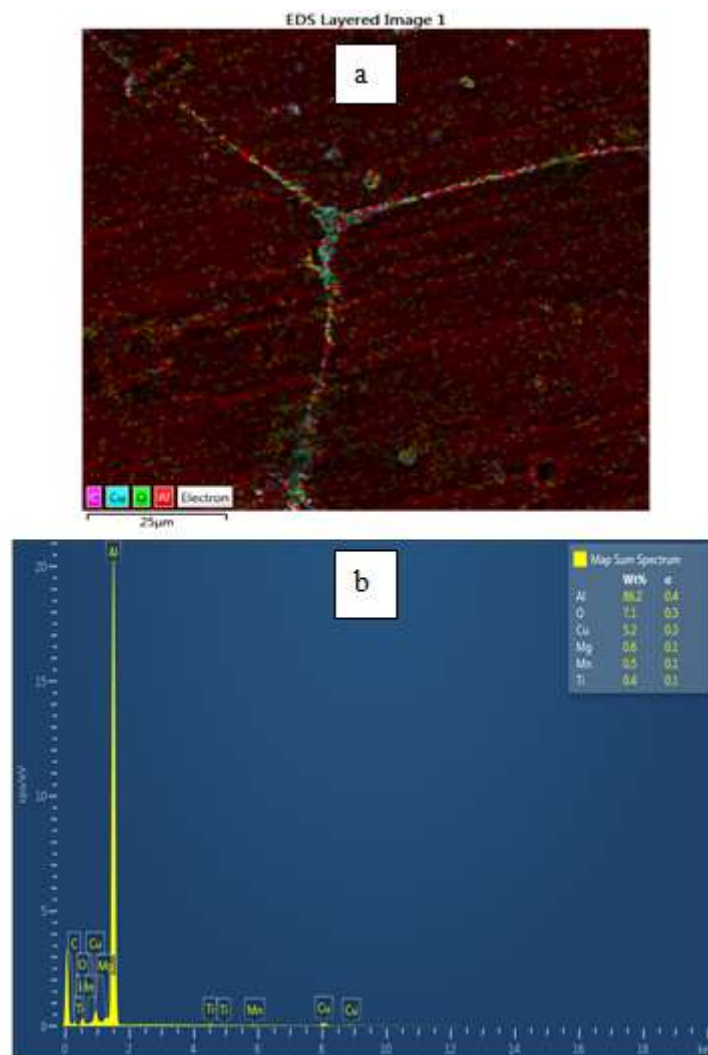 EDS Layered Image 1
a
C Cu O Al Electron
25µm
b
Map Sum Spectrum
Wt% σ
Al 86.2 0.4
O 7.1 0.3
Cu 5.2 0.3
Mg 0.6 0.1
Mn 0.5 0.1
Ti 0.4 0.1
Al
20
15
10
cps/eV
5
C Cu
O Mg
Mn
Ti Ti Ti Mn Cu Cu
0
0 2 4 6 8 10 12 14 16 18